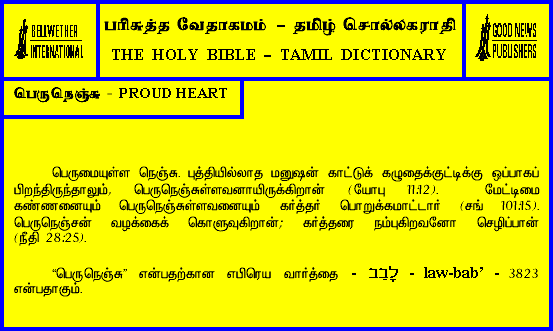 BELLWETHER
INTERNATIONAL
பரிசுத்த வேதாகமம் – தமிழ் சொல்லகராதி
THE HOLY BIBLE – TAMIL DICTIONARY
GOOD NEWS
PUBLISHERS
பெருநெஞ்சு - PROUD HEART
பெருமையுள்ள நெஞ்சு. புத்தியில்லாத மனுஷன் காட்டுக் கழுதைக்குட்டிக்கு ஒப்பாகப்
பிறந்திருந்தாலும், பெருநெஞ்சுள்ளவனாயிருக்கிறான் (யோபு 11:12). மேட்டிமை
கண்ணனையும் பெருநெஞ்சுள்ளவனையும் கர்த்தர் பொறுக்கமாட்டார் (சங் 101:15).
பெருநெஞ்சன் வழக்கைக் கொளுவுகிறான்; கர்த்தரை நம்புகிறவனோ செழிப்பான்
(நீதி 28:25).
“பெருநெஞ்சு” என்பதற்கான எபிரெய வார்த்தை - לָבַב - law-bab’ - 3823
என்பதாகும்.